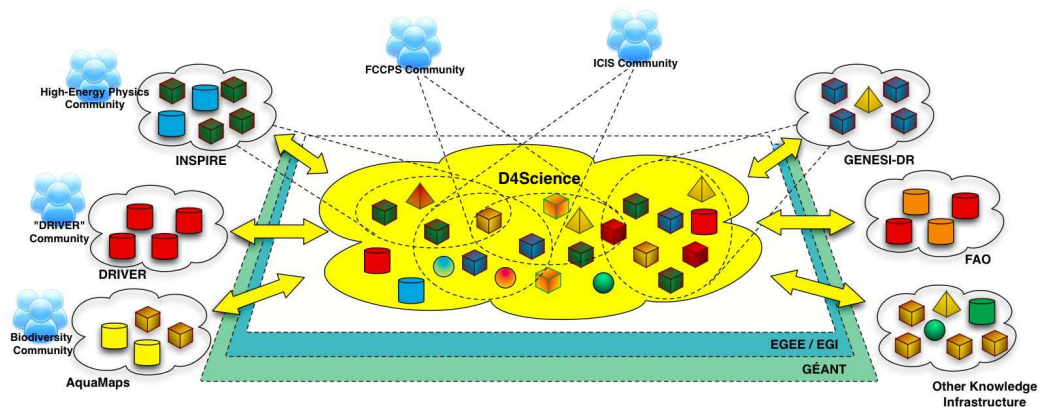 FCCPS Community
ICIS Community
High-Energy Physics
Community
INSPIRE
GENESI-DR
D4Science
"DRIVER"
Community
DRIVER
FAO
Biodiversity
Community
AquaMaps
EGEE / EGI
GÉANT
Other Knowledge
Infrastructure